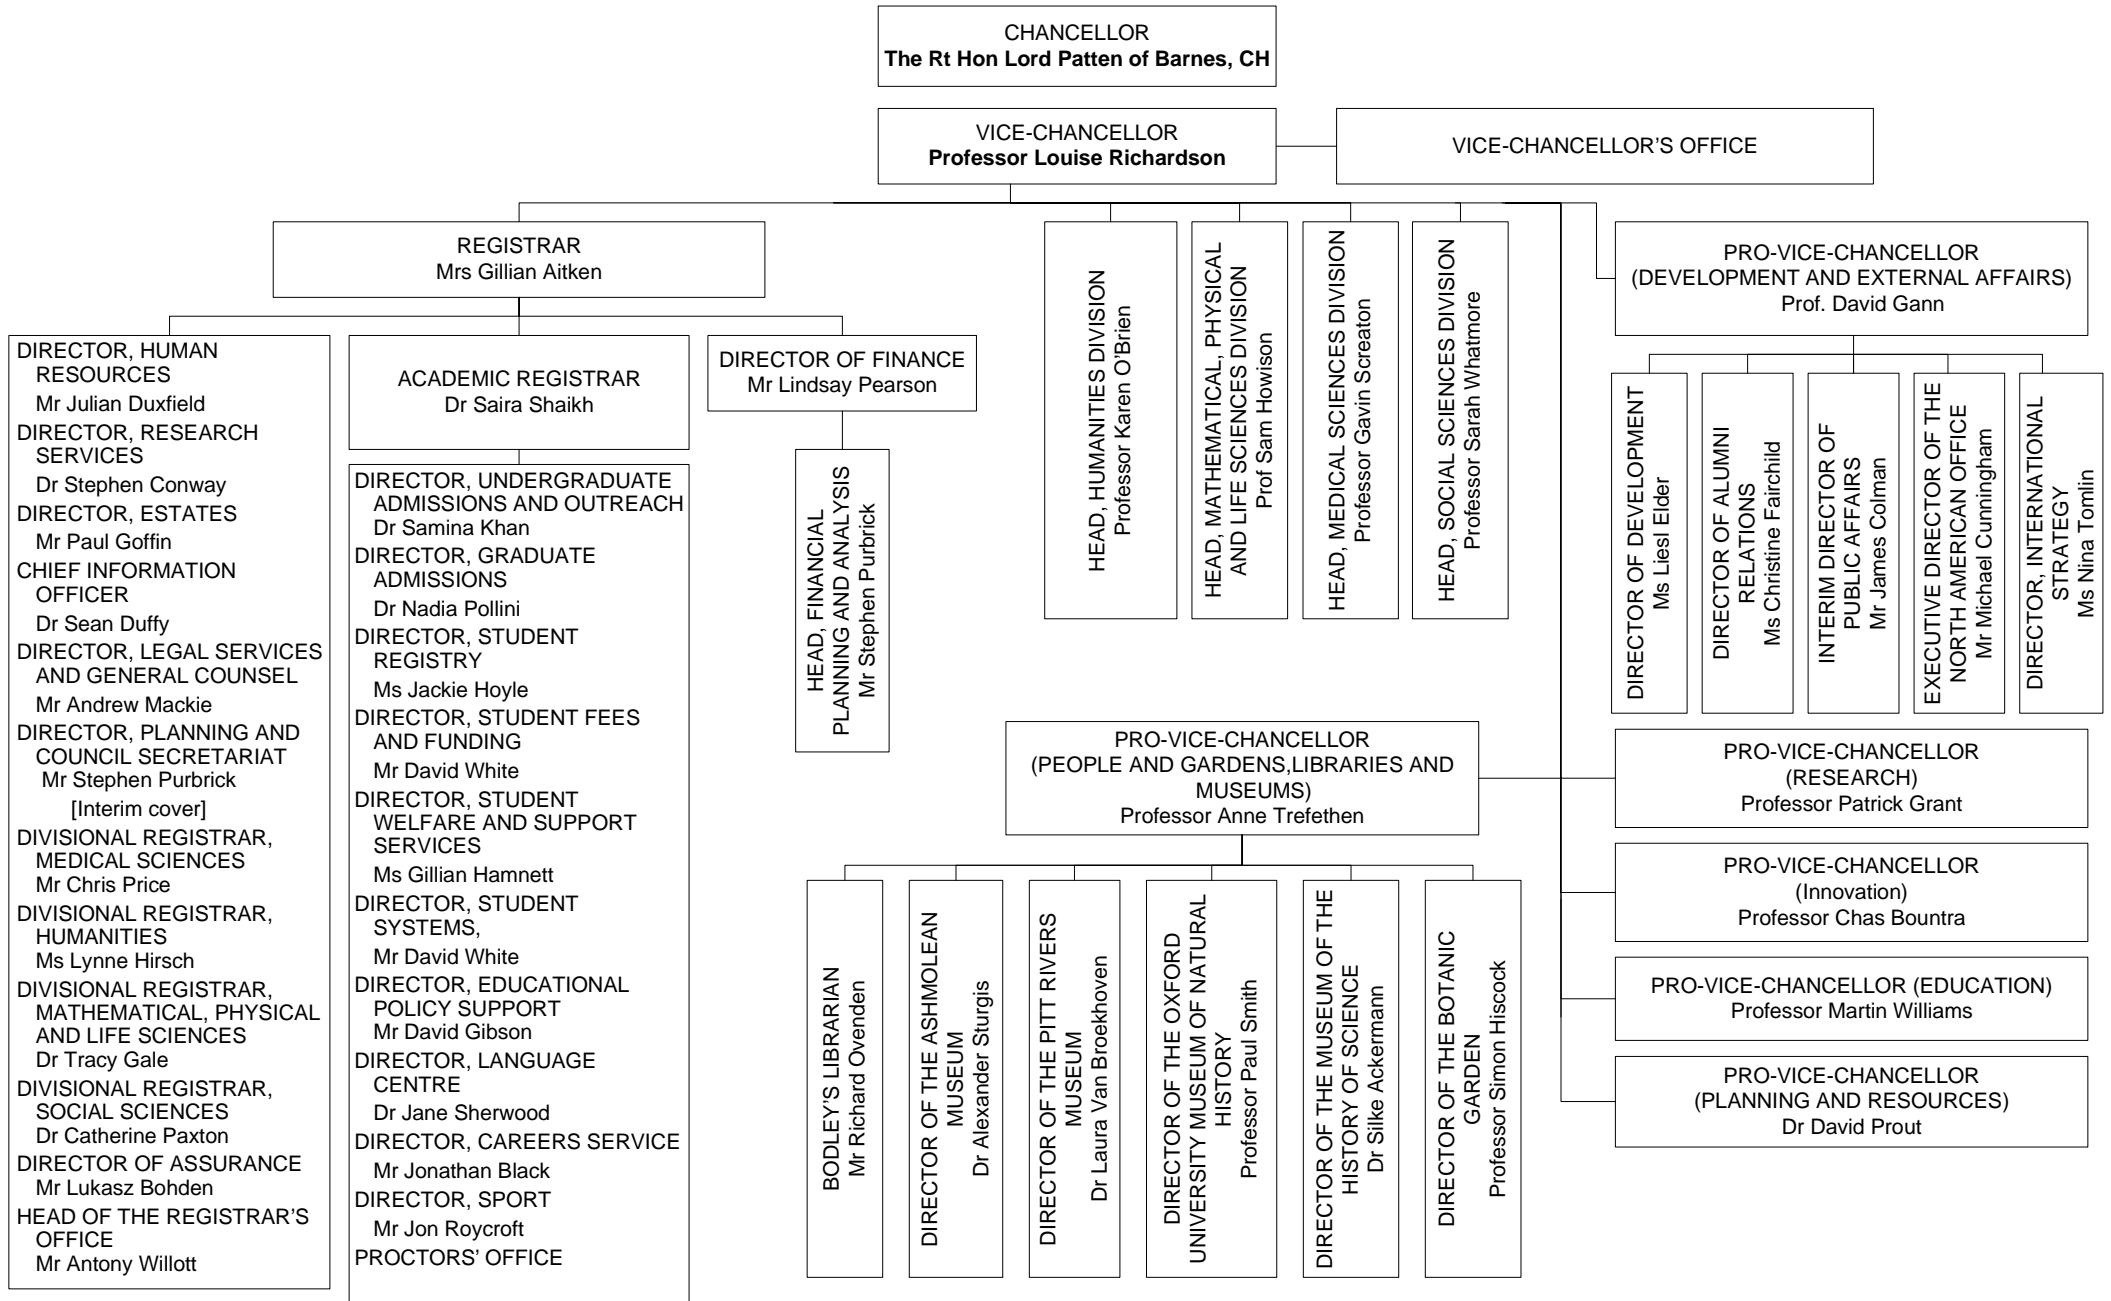 CHANCELLOR
The Rt Hon Lord Patten of Barnes, CH
VICE-CHANCELLOR
Professor Louise Richardson
VICE-CHANCELLOR'S OFFICE
REGISTRAR
Mrs Gillian Aitken
DIRECTOR, HUMAN
RESOURCES
Mr Julian Duxfield
DIRECTOR, RESEARCH
SERVICES
Dr Stephen Conway
DIRECTOR, ESTATES
Mr Paul Goffin
CHIEF INFORMATION
OFFICER
Dr Sean Duffy
DIRECTOR, LEGAL SERVICES
AND GENERAL COUNSEL
Mr Andrew Mackie
DIRECTOR, PLANNING AND
COUNCIL SECRETARIAT
Mr Stephen Purbrick
[Interim cover]
DIVISIONAL REGISTRAR,
MEDICAL SCIENCES
Mr Chris Price
DIVISIONAL REGISTRAR,
HUMANITIES
Ms Lynne Hirsch
DIVISIONAL REGISTRAR,
MATHEMATICAL, PHYSICAL
AND LIFE SCIENCES
Dr Tracy Gale
DIVISIONAL REGISTRAR,
SOCIAL SCIENCES
Dr Catherine Paxton
DIRECTOR OF ASSURANCE
Mr Lukasz Bohden
HEAD OF THE REGISTRAR'S
OFFICE
Mr Antony Willott
ACADEMIC REGISTRAR
Dr Saira Shaikh
DIRECTOR, UNDERGRADUATE
ADMISSIONS AND OUTREACH
Dr Samina Khan
DIRECTOR, GRADUATE
ADMISSIONS
Dr Nadia Pollini
DIRECTOR, STUDENT
REGISTRY
Ms Jackie Hoyle
DIRECTOR, STUDENT FEES
AND FUNDING
Mr David White
DIRECTOR, STUDENT
WELFARE AND SUPPORT
SERVICES
Ms Gillian Hamnett
DIRECTOR, STUDENT
SYSTEMS,
Mr David White
DIRECTOR, EDUCATIONAL
POLICY SUPPORT
Mr David Gibson
DIRECTOR, LANGUAGE
CENTRE
Dr Jane Sherwood
DIRECTOR, CAREERS SERVICE
Mr Jonathan Black
DIRECTOR, SPORT
Mr Jon Roycroft
PROCTORS' OFFICE
DIRECTOR OF FINANCE
Mr Lindsay Pearson
HEAD, FINANCIAL
PLANNING AND ANALYSIS
Mr Stephen Purbrick
HEAD, HUMANITIES DIVISION
Professor Karen O'Brien
HEAD, MATHEMATICAL, PHYSICAL
AND LIFE SCIENCES DIVISION
Prof Sam Howison
HEAD, MEDICAL SCIENCES DIVISION
Professor Gavin Screaton
HEAD, SOCIAL SCIENCES DIVISION
Professor Sarah Whatmore
PRO-VICE-CHANCELLOR
(DEVELOPMENT AND EXTERNAL AFFAIRS)
Prof. David Gann
DIRECTOR OF DEVELOPMENT
Ms Liesl Elder
DIRECTOR OF ALUMNI
RELATIONS
Ms Christine Fairchild
INTERIM DIRECTOR OF
PUBLIC AFFAIRS
Mr James Colman
EXECUTIVE DIRECTOR OF THE
NORTH AMERICAN OFFICE
Mr Michael Cunningham
DIRECTOR, INTERNATIONAL
STRATEGY
Ms Nina Tomlin
PRO-VICE-CHANCELLOR
(PEOPLE AND GARDENS,LIBRARIES AND
MUSEUMS)
Professor Anne Trefethen
BODLEY'S LIBRARIAN
Mr Richard Ovenden
DIRECTOR OF THE ASHMOLEAN
MUSEUM
Dr Alexander Sturgis
DIRECTOR OF THE PITT RIVERS
MUSEUM
Dr Laura Van Broekhoven
DIRECTOR OF THE OXFORD
UNIVERSITY MUSEUM OF NATURAL
HISTORY
Professor Paul Smith
DIRECTOR OF THE MUSEUM OF THE
HISTORY OF SCIENCE
Dr Silke Ackermann
DIRECTOR OF THE BOTANIC
GARDEN
Professor Simon Hiscock
PRO-VICE-CHANCELLOR
(RESEARCH)
Professor Patrick Grant
PRO-VICE-CHANCELLOR
(Innovation)
Professor Chas Bountra
PRO-VICE-CHANCELLOR (EDUCATION)
Professor Martin Williams
PRO-VICE-CHANCELLOR
(PLANNING AND RESOURCES)
Dr David Prout